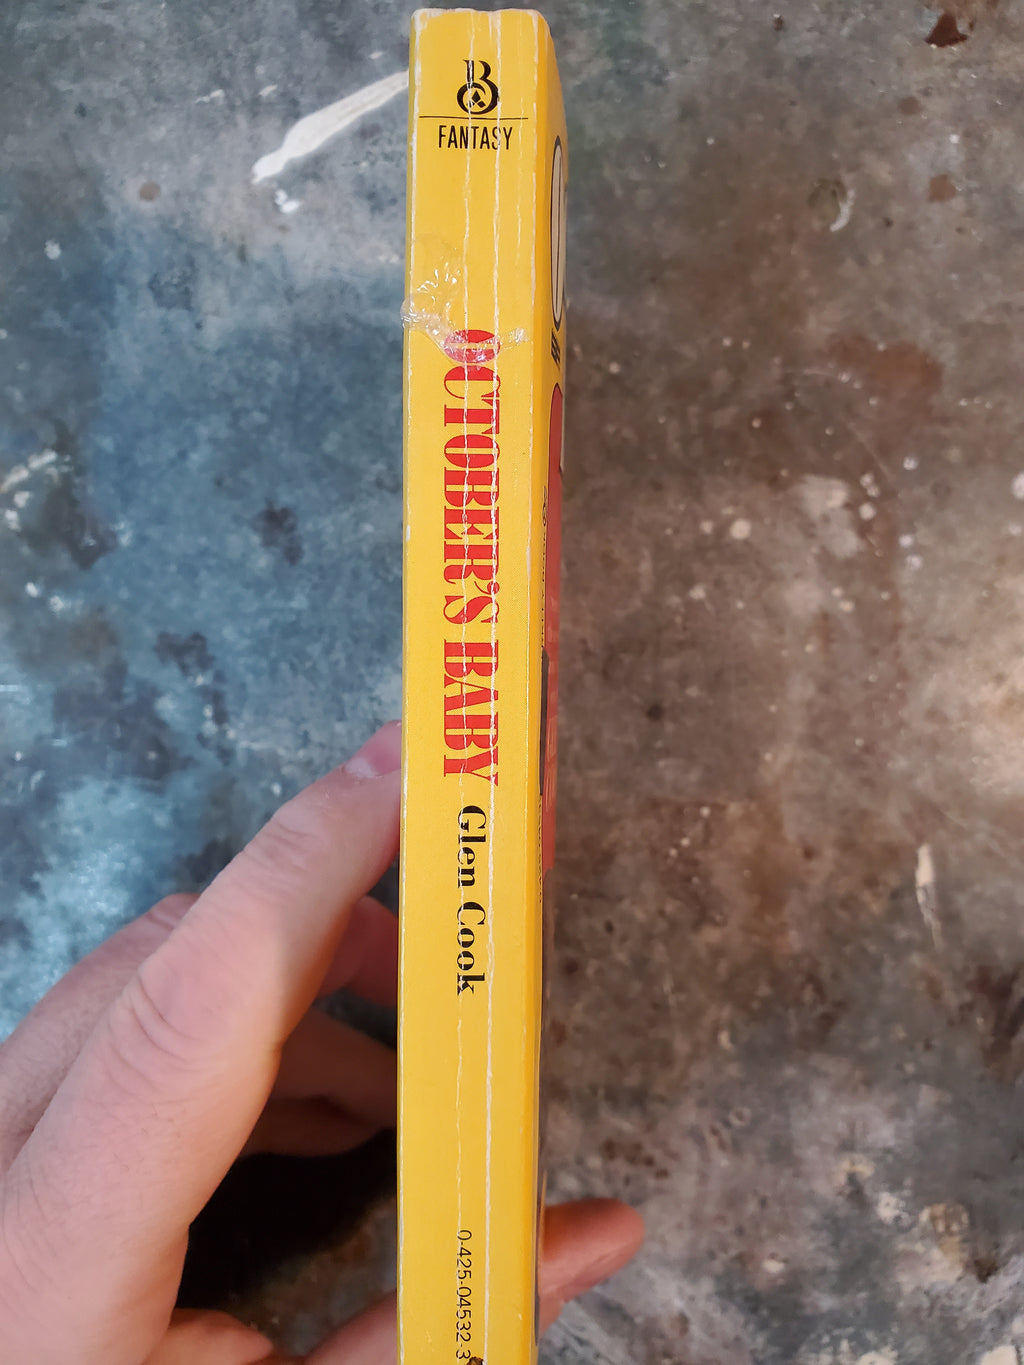 B
FANTASY
OCTOBER'S BABY
Glen Cook
0-425-04532-3